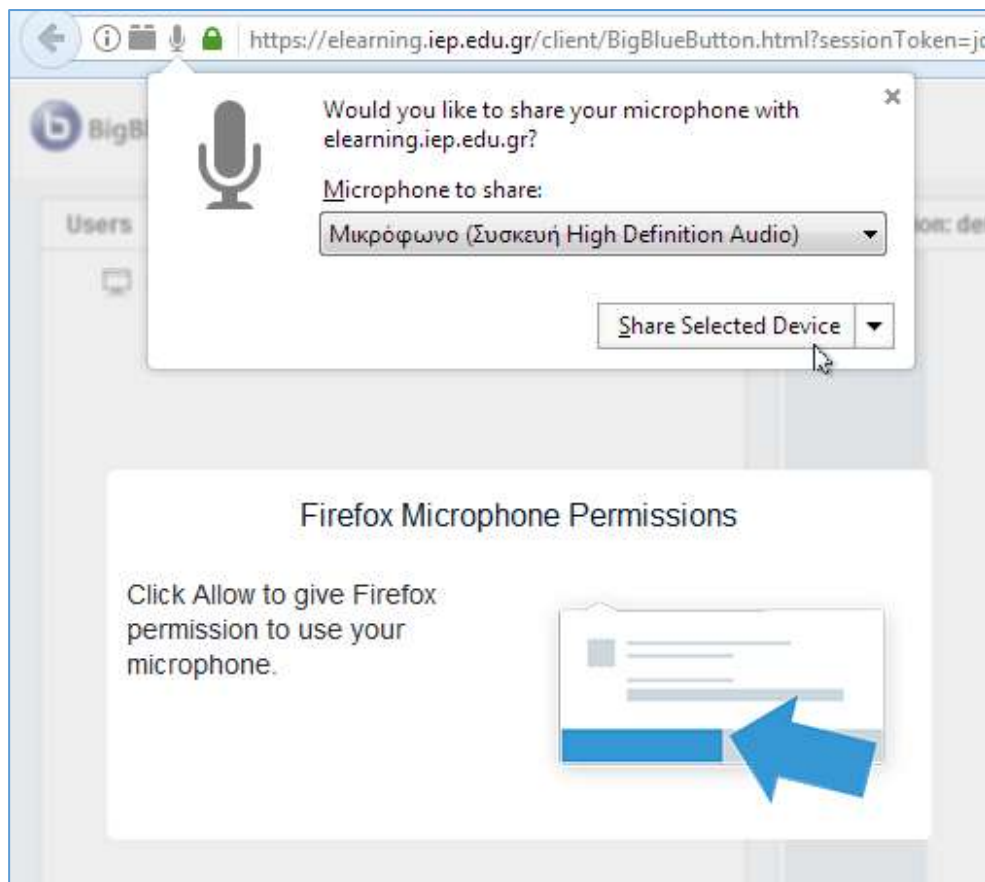 https://elearning.iep.edu.gr/client/BigBlueButton.html?sessionToken=
Would you like to share your microphone with
elearning.iep.edu.gr?
BigB
Microphone to share:
Users
Μικρόφωνο (Συσκευή High Definition Audio)
Share Selected Device
Firefox Microphone Permissions
Click Allow to give Firefox
permission to use your
microphone.